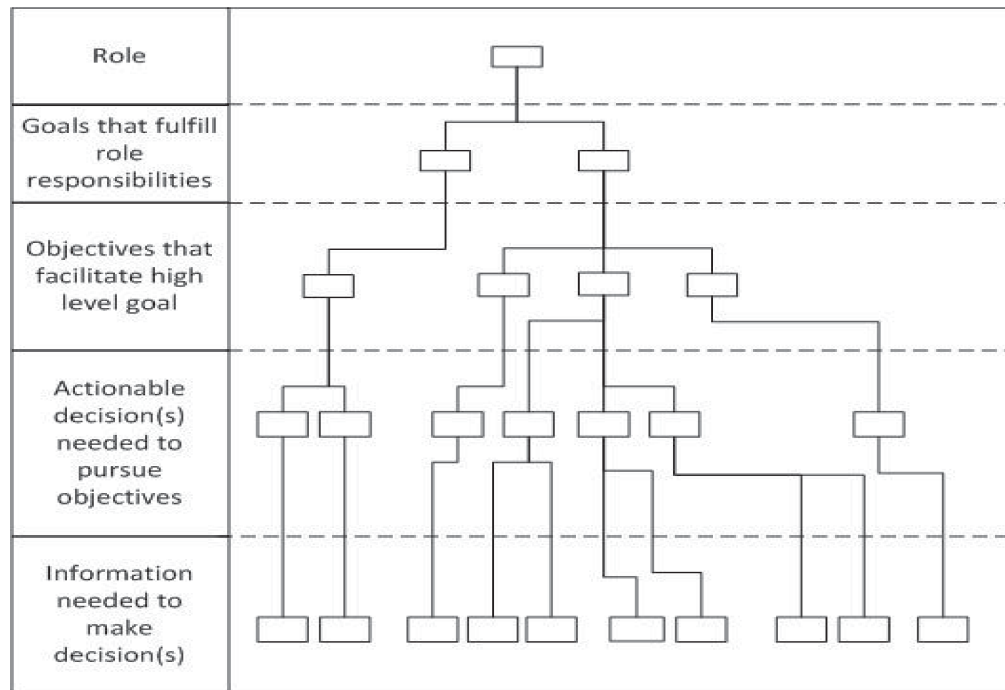 Role
Goals that fulfill
role
responsibilities
Objectives that
facilitate high
level goal
Actionable
decision(s)
needed to
pursue
objectives
Information
needed to
make
decision(s)